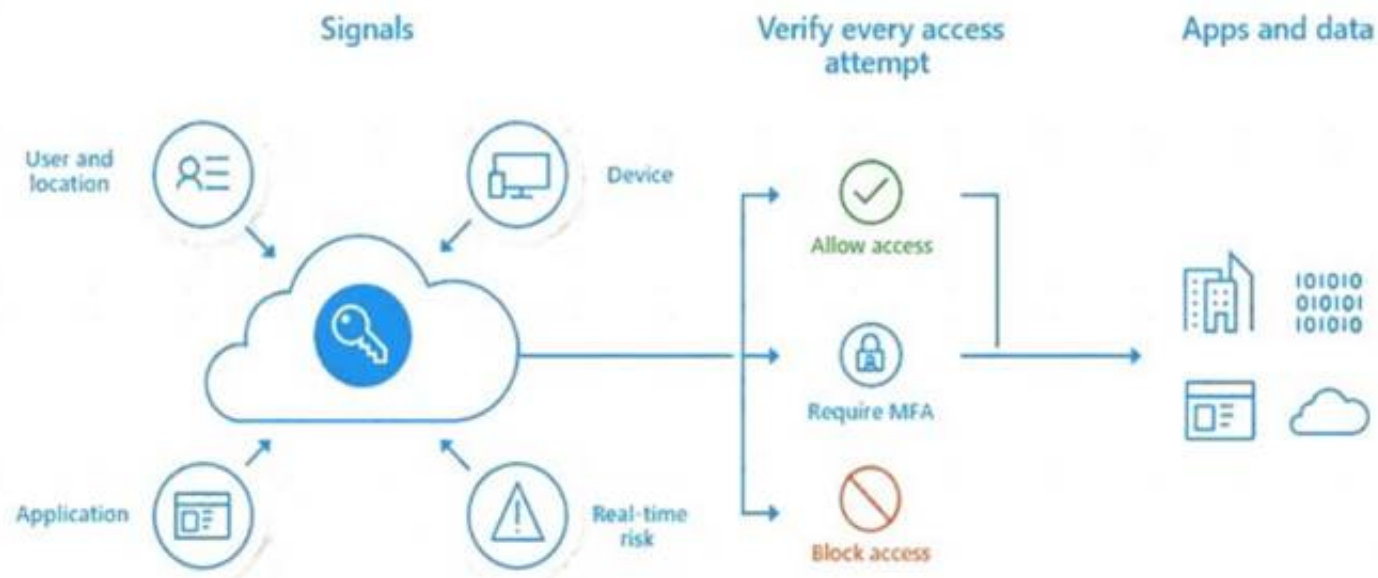 Signals
Verify every access
attempt
Apps and data
User and
location
Device
Allow access
101010
010101
101010
Require MFA
Application
Real-time
risk
Block access